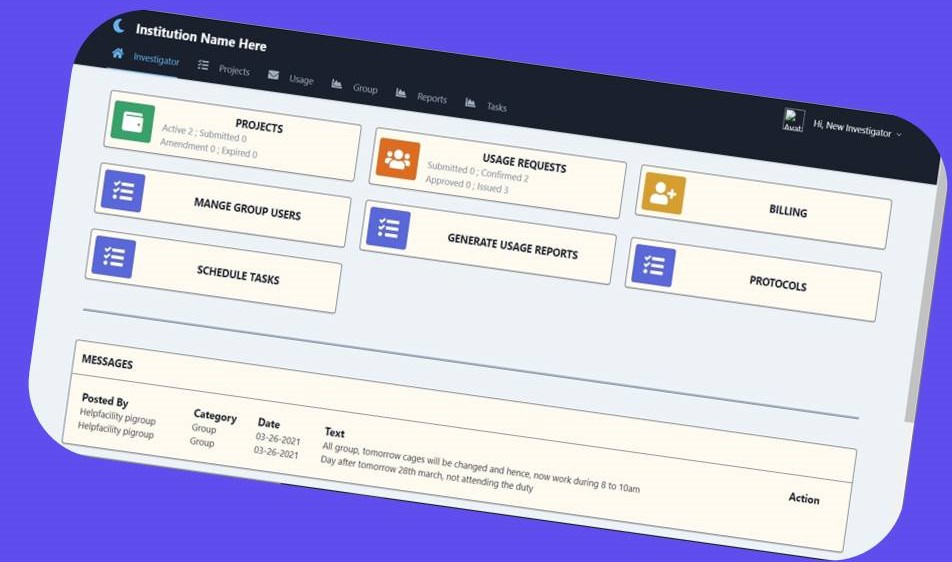 Institution Name Here
Investigator Projects Usage Group Reports Tasks
Hi, New Investigator
PROJECTS
Active 2 ; Submitted 0
Amendment 0 ; Expired 0
USAGE REQUESTS
Submitted 0 ; Confirmed 2
Approved 0 ; Issued 3
BILLING
MANGE GROUP USERS
GENERATE USAGE REPORTS
PROTOCOLS
SCHEDULE TASKS
MESSAGES
Posted By Category Date Text Action
Helpfacility pigroup Group 03-26-2021 All group, tomorrow cages will be changed and hence, now work during 8 to 10am
Helpfacility pigroup Group 03-26-2021 Day after tomorrow 28th march, not attending the duty